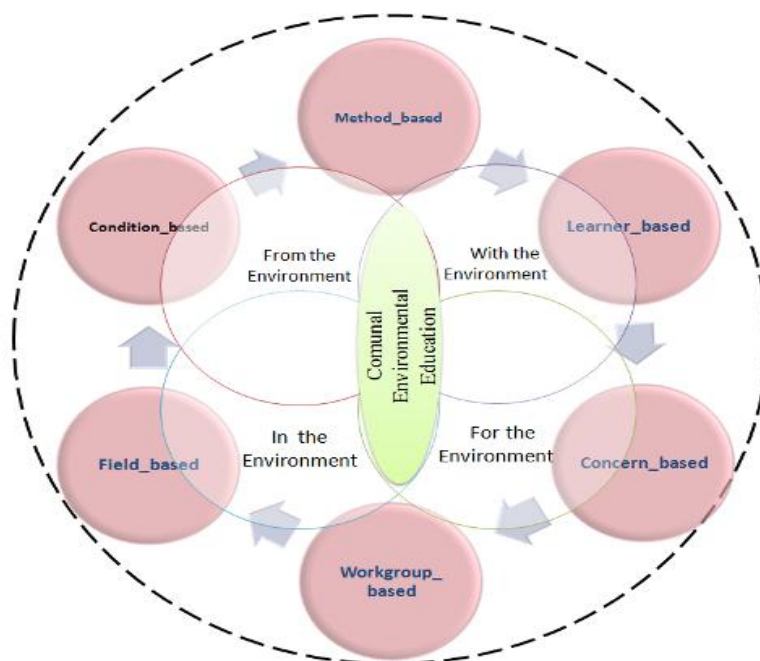 Method_based
Condition_based
Learner_based
From the
Environment
With the
Environment
Comunal
Environmental
Education
In the
Environment
For the
Environment
Field_based
Concern_based
Workgroup_
based